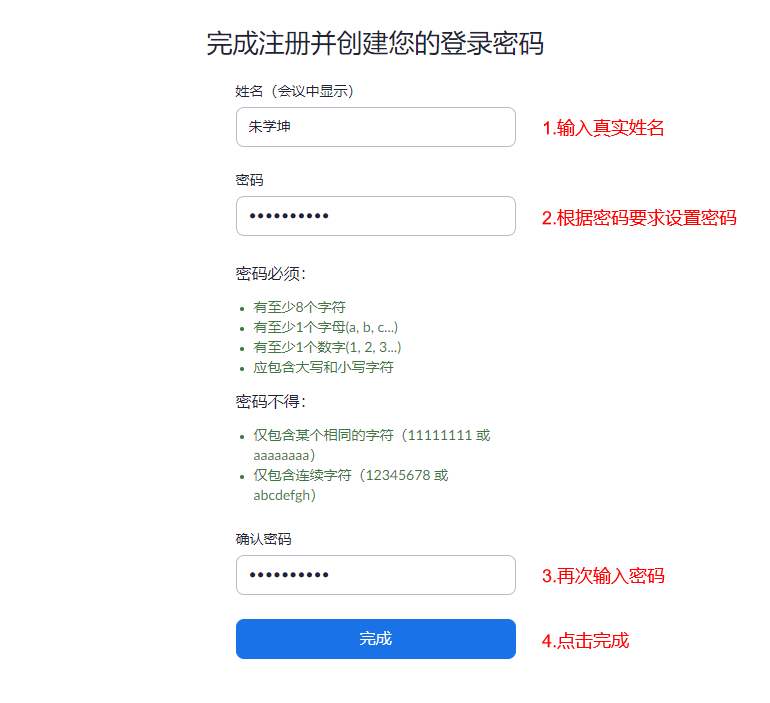 完成注册并创建您的登录密码
姓名（会议中显示）
朱学坤
1.输入真实姓名
密码
••••••••••
2.根据密码要求设置密码
密码必须：
• 有至少8个字符
• 有至少1个字母(a, b, c...)
• 有至少1个数字(1, 2, 3...)
• 应包含大写和小写字符
密码不得：
• 仅包含某个相同的字符（11111111 或
aaaaaaaa）
• 仅包含连续字符（12345678 或
abcdefgh）
确认密码
••••••••••
3.再次输入密码
完成
4.点击完成